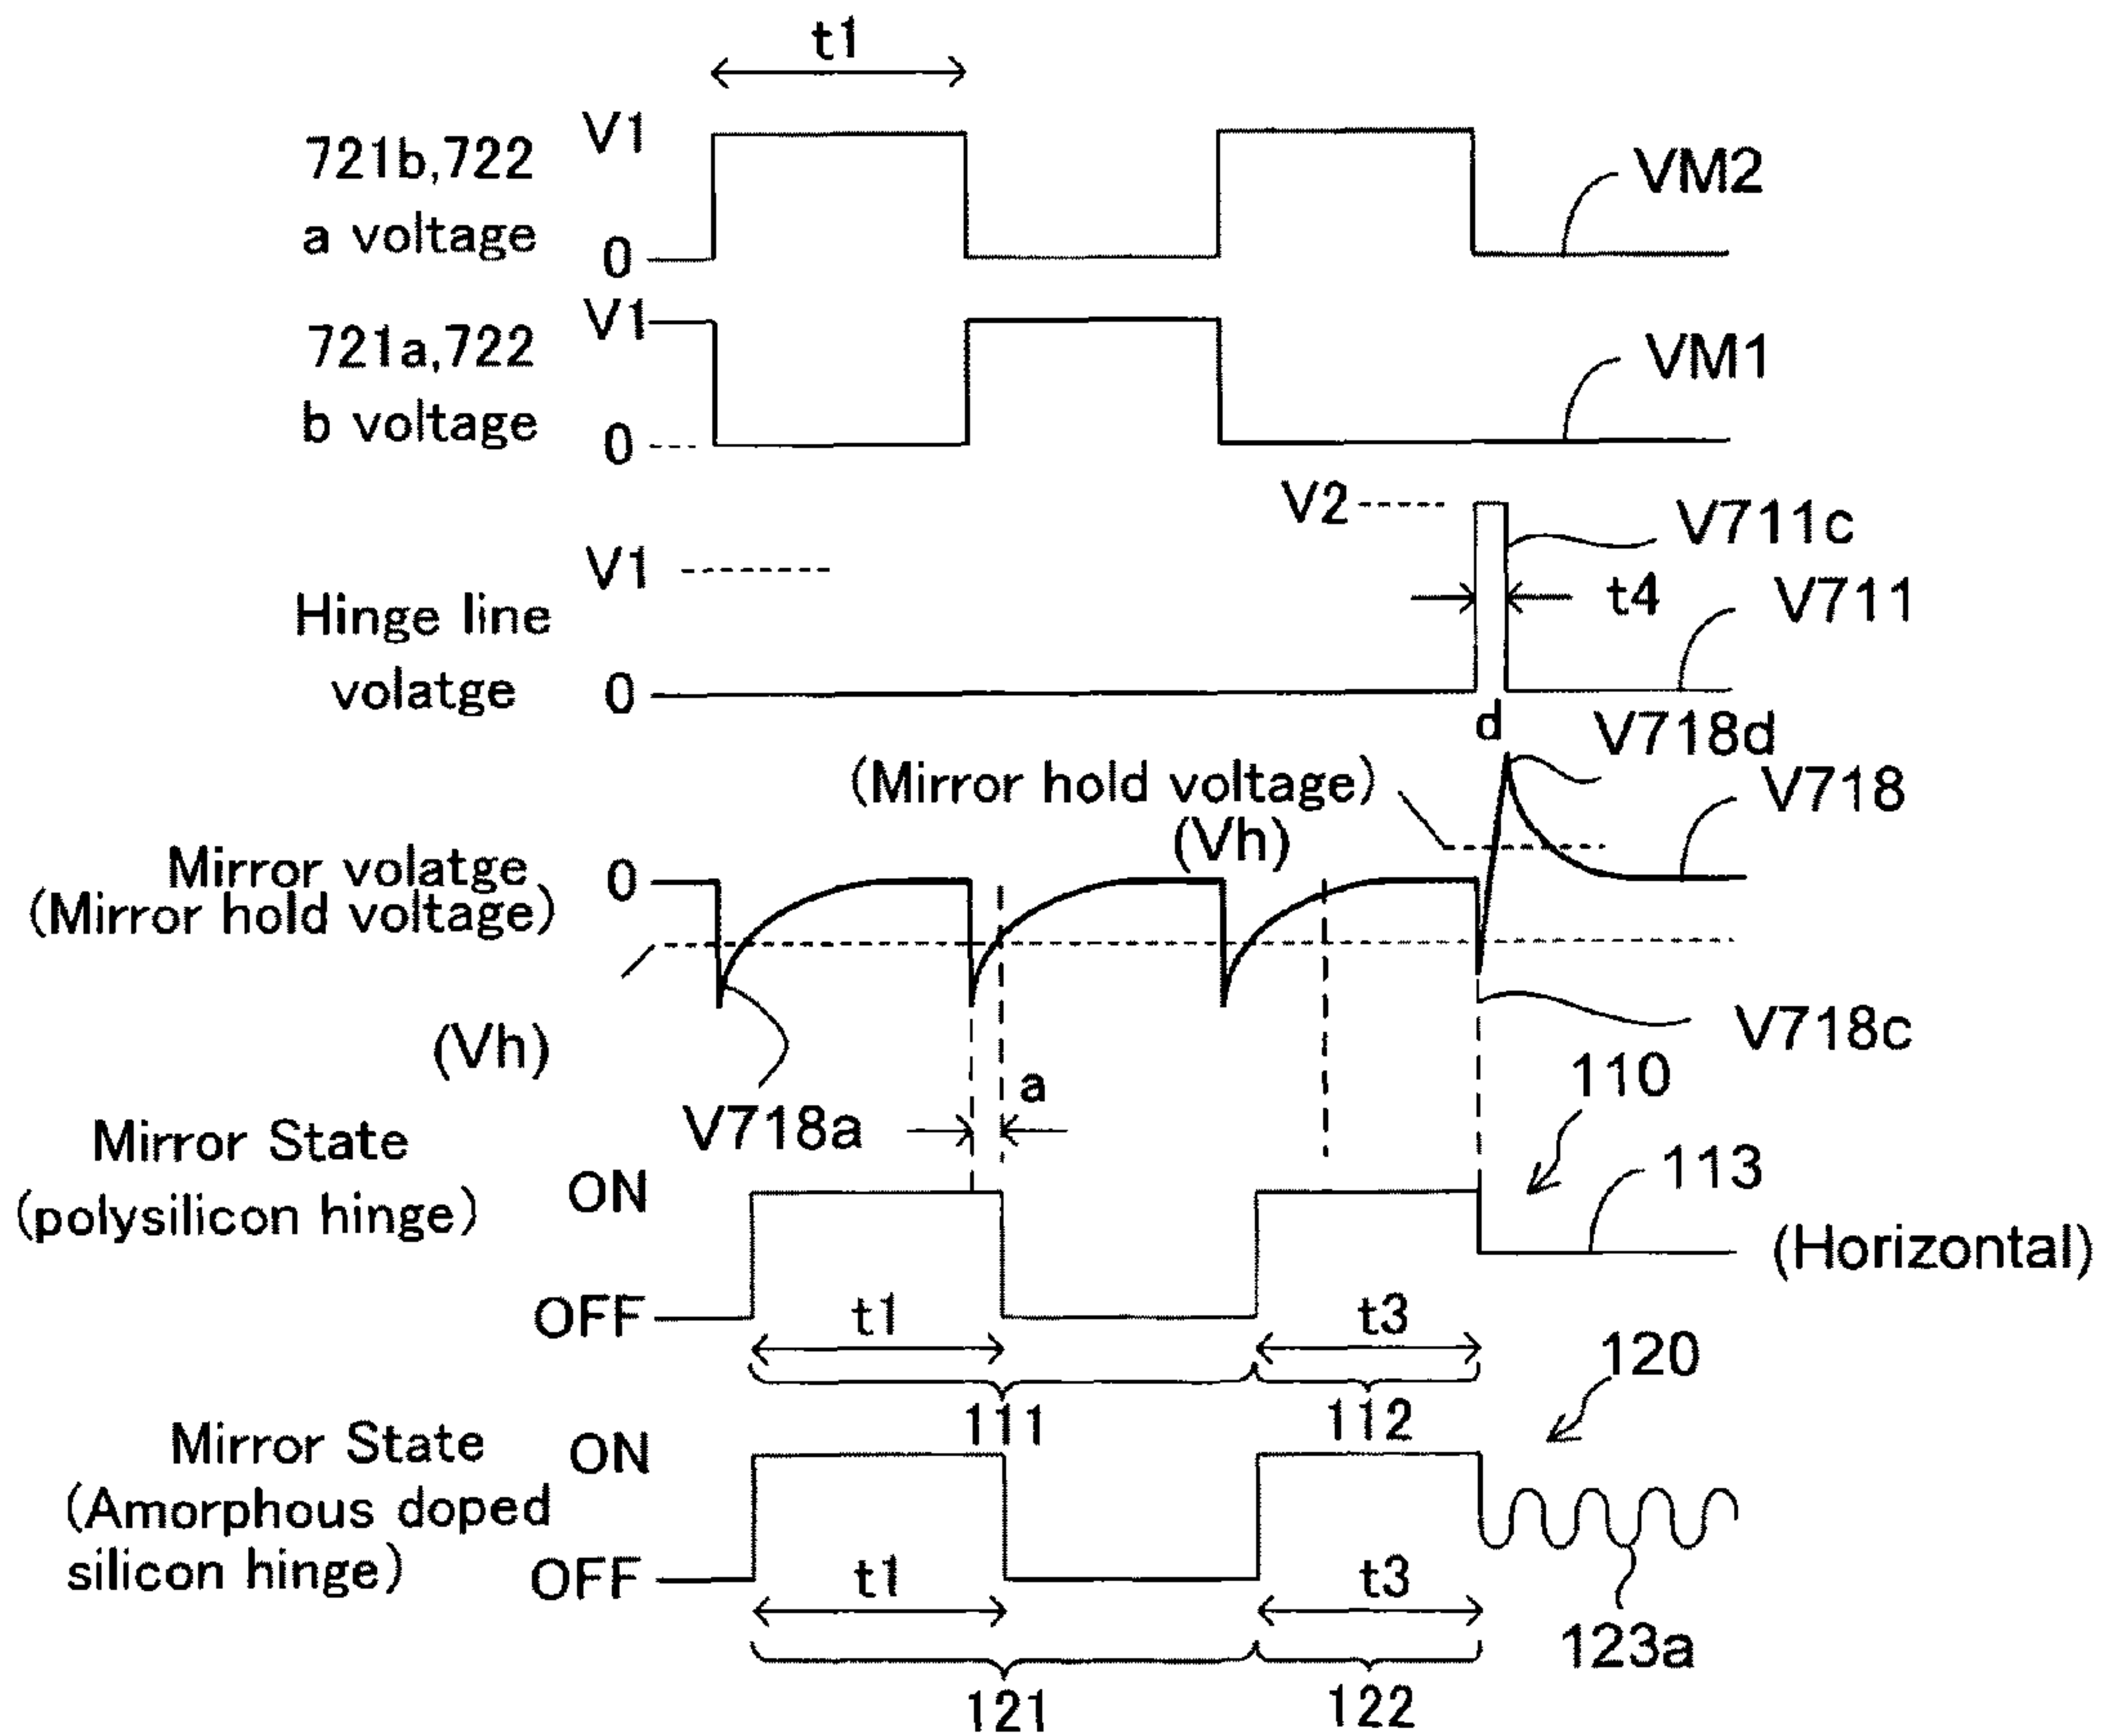 t1
721b,722
a voltage
V1
0
VM2
721a,722
b voltage
V1
0
VM1
V2
V711c
V1
t4
V711
Hinge line
volatge
0
d
V718d
(Mirror hold voltage)
(Vh)
V718
Mirror volatge
(Mirror hold voltage)
0
(Vh)
V718a
a
V718c
110
Mirror State
(polysilicon hinge)
ON
OFF
113
(Horizontal)
t1
t3
111
112
120
Mirror State
(Amorphous doped
silicon hinge)
ON
OFF
t1
t3
123a
121
122